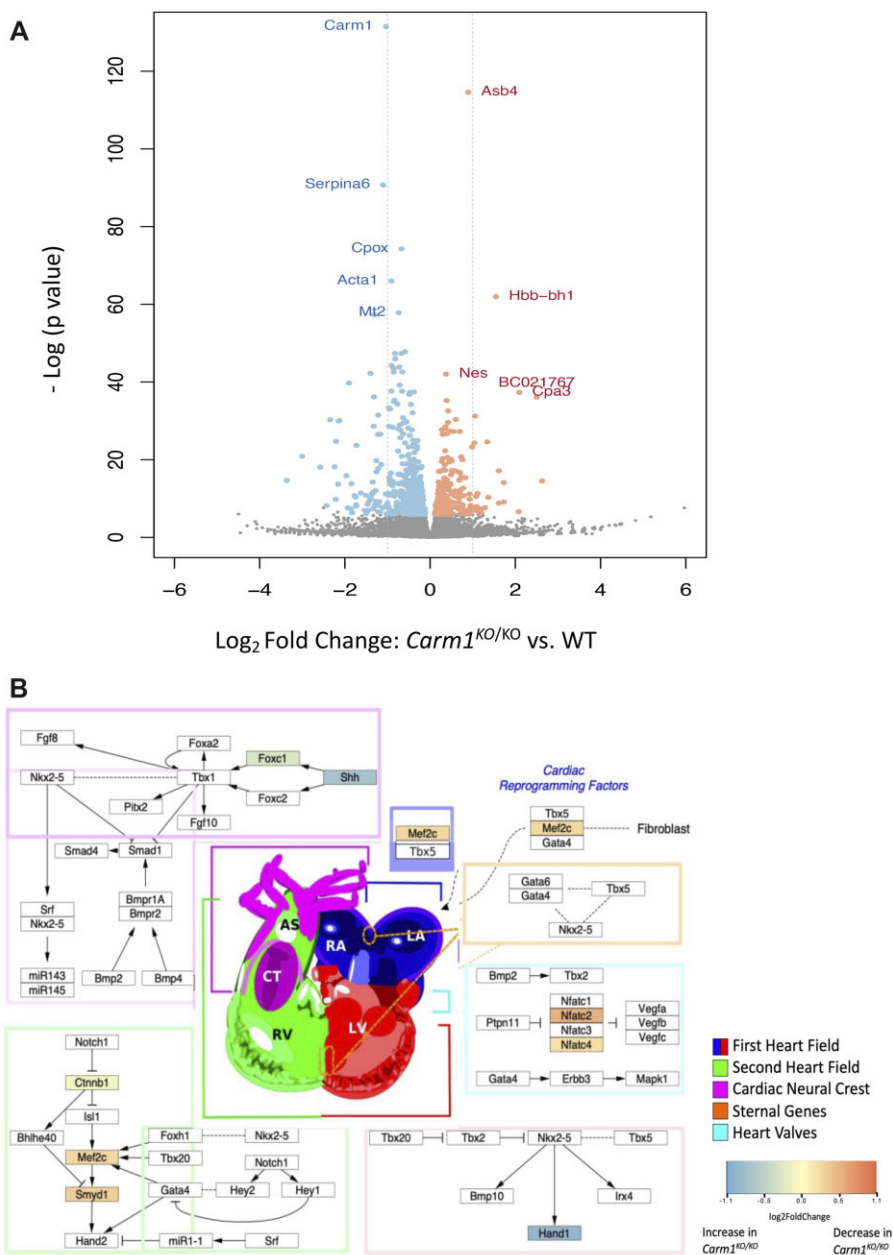 A
Carm1
Asb4
Serpina6
Cpox
Acta1
Mt2
Hbb-bh1
Nes
BC021767
Cpa3
120
100
80
60
40
20
0
- Log (p value)
−6 −4 −2 0 2 4 6
Log2 Fold Change: Carm1KO/KO vs. WT
B
Fgf8
Foxa2
Foxc1
Nkx2-5 Tbx1 Shh
Pitx2 Foxc2
Fgf10
Smad4 Smad1
Bmpr1A
Bmpr2
Srf
Nkx2-5
miR143
miR145
Bmp2 Bmp4
Mef2c
Tbx5
Cardiac
Reprogramming Factors
Tbx5
Mef2c Fibroblast
Gata4
Gata6
Gata4
Tbx5
Nkx2-5
AS
RA
LA
CT
RV
LV
Bmp2 Tbx2
Nfatc1
Ptpn11 Nfatc2
Nfatc3
Nfatc4
Vegfa
Vegfb
Vegfc
Gata4 Erbb3 Mapk1
Notch1
Ctnnb1
Isl1
Bhlhe40
Foxh1 Nkx2-5
Mef2c Tbx20
Notch1
Smyd1 Gata4 Hey2 Hey1
Hand2 miR1-1 Srf
Tbx20 Tbx2 Nkx2-5 Tbx5
Bmp10 Irx4
Hand1
First Heart Field
Second Heart Field
Cardiac Neural Crest
Sternal Genes
Heart Valves
-1.1 -0.5 0.0 0.5 1.1
log2FoldChange
Increase in
Carm1KO/KO
Decrease in
Carm1KO/KO